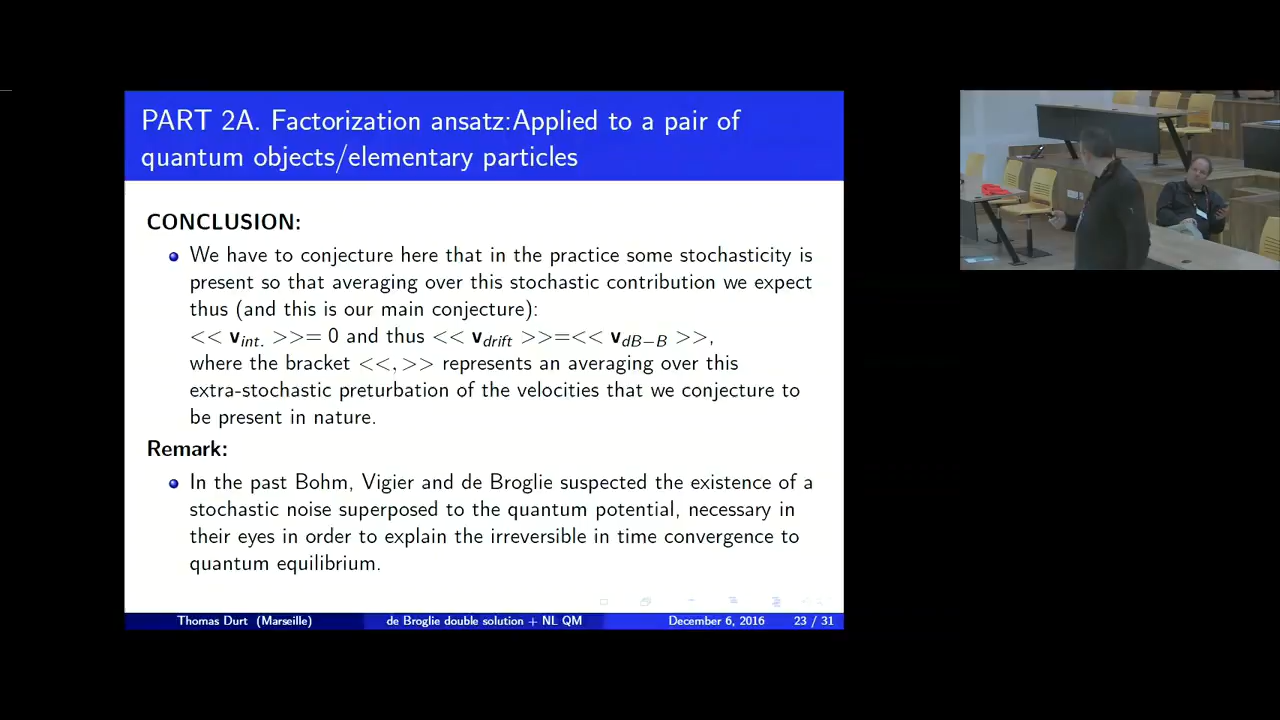 PART 2A. Factorization ansatz:Applied to a pair of
quantum objects/elementary particles
CONCLUSION:
We have to conjecture here that in the practice some stochasticity is
present so that averaging over this stochastic contribution we expect
thus (and this is our main conjecture):
<< v_int. >>= 0 and thus << v_drift >>=<< v_dB−B >>,
where the bracket <<, >> represents an averaging over this
extra-stochastic preturbation of the velocities that we conjecture to
be present in nature.
Remark:
In the past Bohm, Vigier and de Broglie suspected the existence of a
stochastic noise superposed to the quantum potential, necessary in
their eyes in order to explain the irreversible in time convergence to
quantum equilibrium.
Thomas Durt (Marseille) de Broglie double solution + NL QM December 6, 2016 23 / 31